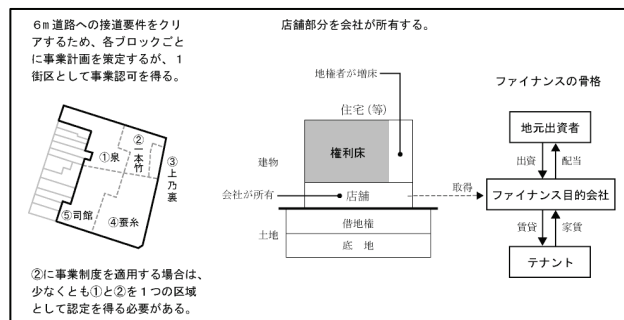 ６ｍ道路への接道要件をクリ
アするため、各ブロックごと
に事業計画を策定するが、１
街区として事業認可を得る。
①泉
②一本竹
③上乃裏
④蚕糸
⑤司館
②に事業制度を適用する場合は、
少なくとも①と②を１つの区域
として認定を得る必要がある。
店舗部分を会社が所有する。
地権者が増床
住宅(等)
建物
権利床
会社が所有
店舗
取得
土地
借地権
底　地
ファイナンスの骨格
地元出資者
出資
配当
ファイナンス目的会社
賃貸
家賃
テナント